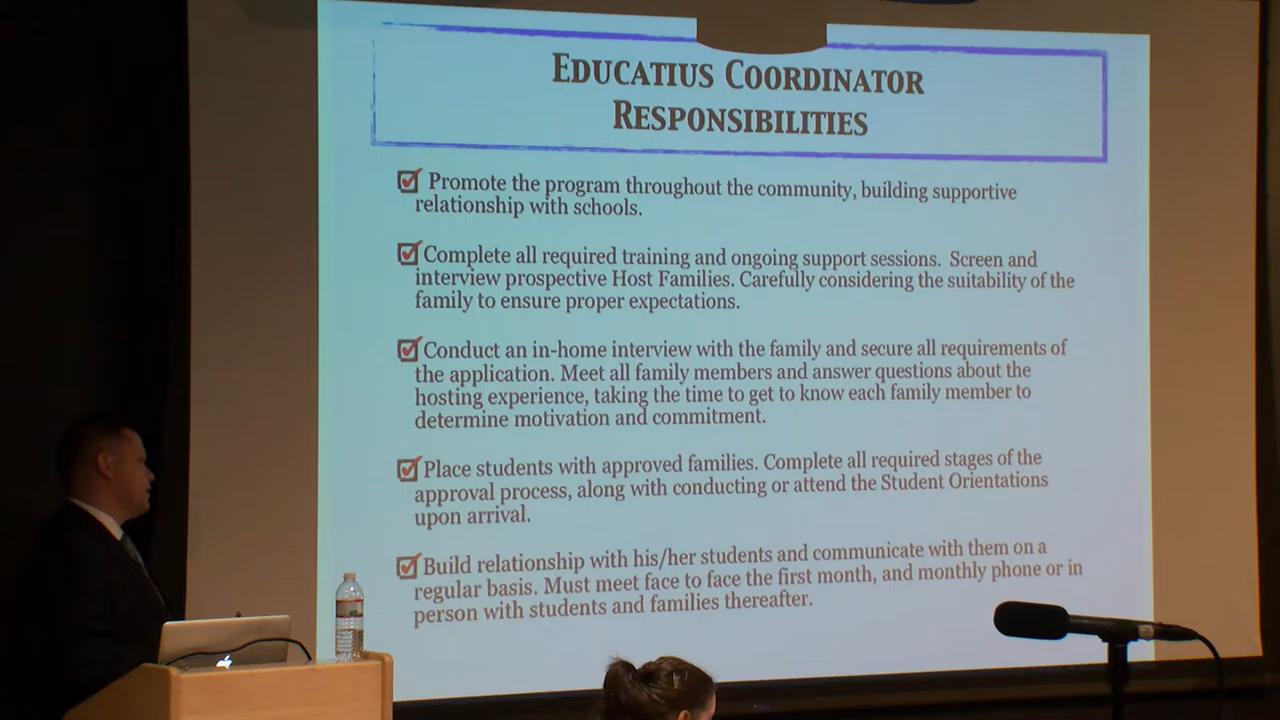 EDUCATIUS COORDINATOR
RESPONSIBILITIES
Promote the program throughout the community, building supportive
relationship with schools.
Complete all required training and ongoing support sessions. Screen and
interview prospective Host Families. Carefully considering the suitability of the
family to ensure proper expectations.
Conduct an in-home interview with the family and secure all requirements of
the application. Meet all family members and answer questions about the
hosting experience, taking the time to get to know each family member to
determine motivation and commitment.
Place students with approved families. Complete all required stages of the
approval process, along with conducting or attend the Student Orientations
upon arrival.
Build relationship with his/her students and communicate with them on a
regular basis. Must meet face to face the first month, and monthly phone or in
person with students and families thereafter.